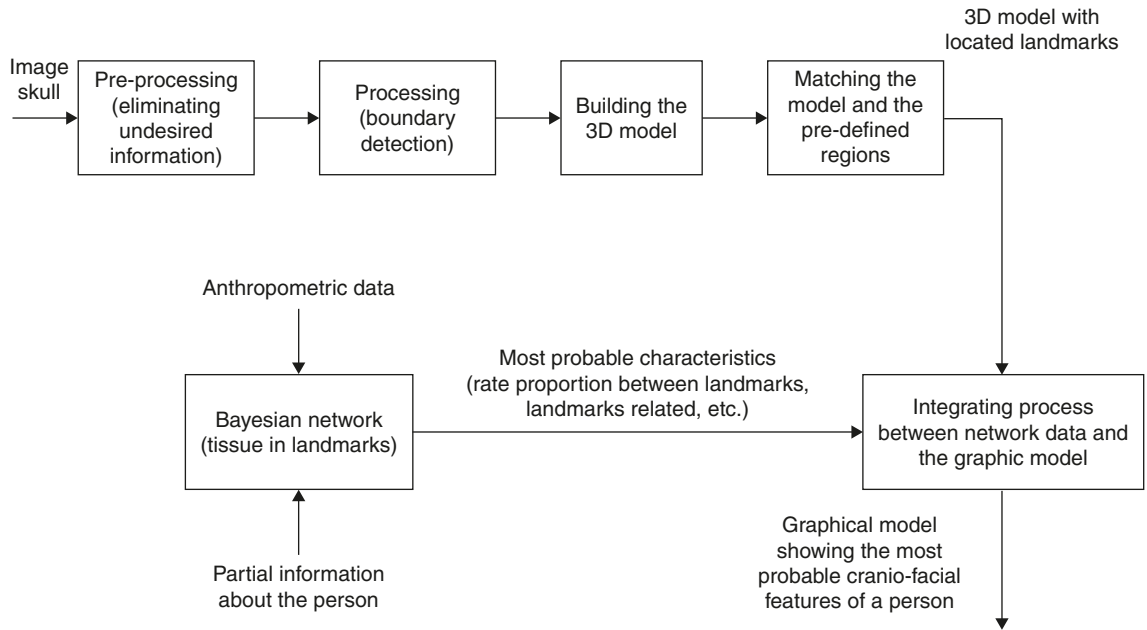 3D model with
located landmarks
Image
skull
Pre-processing
(eliminating
undesired
information)
Processing
(boundary
detection)
Building the
3D model
Matching the
model and the
pre-defined
regions
Anthropometric data
Bayesian network
(tissue in landmarks)
Partial information
about the person
Most probable characteristics
(rate proportion between landmarks,
landmarks related, etc.)
Integrating process
between network data and
the graphic model
Graphical model
showing the most
probable cranio-facial
features of a person